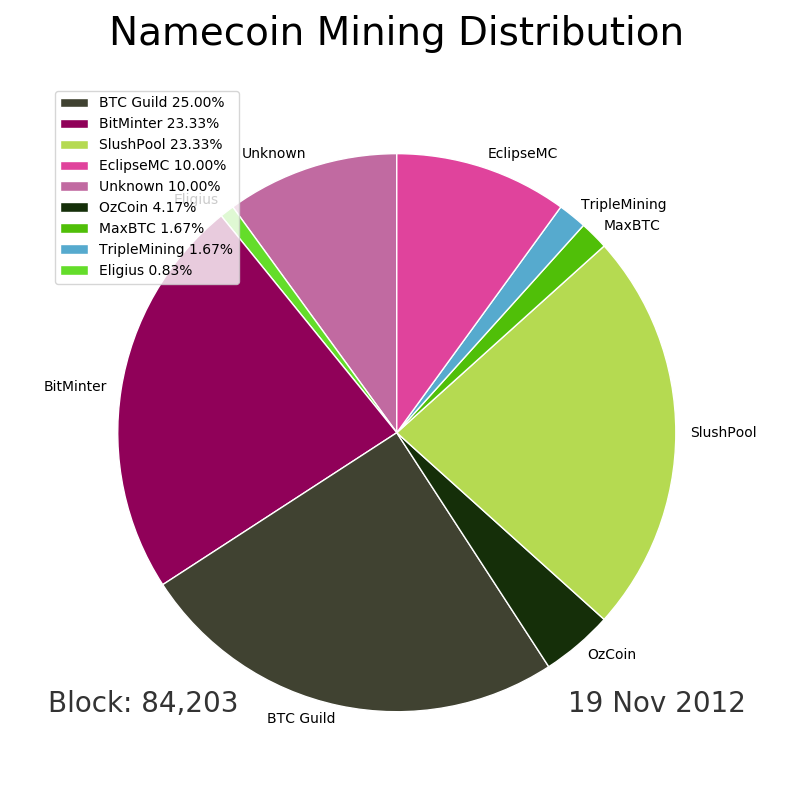 Namecoin Mining Distribution
BTC Guild 25.00%
BitMinter 23.33%
SlushPool 23.33%
EclipseMC 10.00%
Unknown 10.00%
OzCoin 4.17%
MaxBTC 1.67%
TripleMining 1.67%
Eligius 0.83%
Unknown
EclipseMC
Eligius
TripleMining
MaxBTC
BitMinter
SlushPool
OzCoin
BTC Guild
Block: 84,203
19 Nov 2012